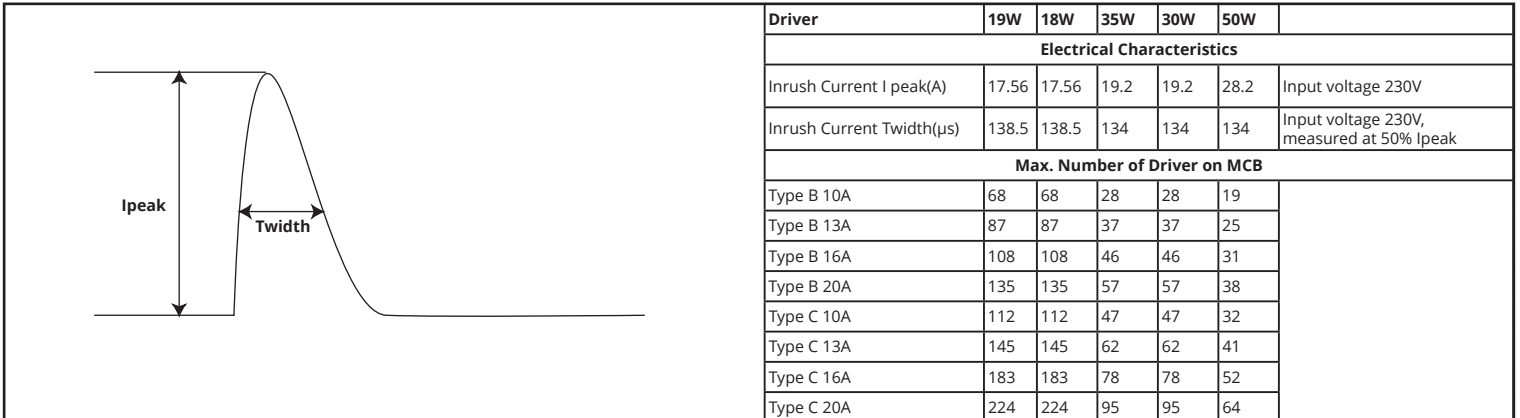 Ipeak
Twidth
Driver 19W 18W 35W 30W 50W
Electrical Characteristics
Inrush Current I peak(A) 17.56 17.56 19.2 19.2 28.2 Input voltage 230V
Inrush Current Twidth(µs) 138.5 138.5 134 134 134 Input voltage 230V,
measured at 50% Ipeak
Max. Number of Driver on MCB
Type B 10A 68 68 28 28 19
Type B 13A 87 87 37 37 25
Type B 16A 108 108 46 46 31
Type B 20A 135 135 57 57 38
Type C 10A 112 112 47 47 32
Type C 13A 145 145 62 62 41
Type C 16A 183 183 78 78 52
Type C 20A 224 224 95 95 64